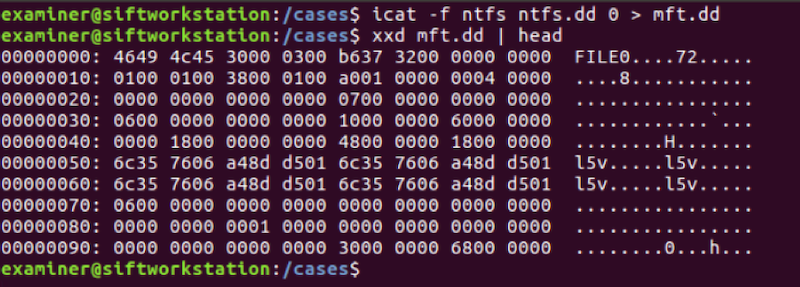 examiner@siftworkstation:/cases$ icat -f ntfs ntfs.dd 0 > mft.dd
examiner@siftworkstation:/cases$ xxd mft.dd | head
00000000: 4649 4c45 3000 0300 b637 3200 0000 0000  FILE0....72.....
00000010: 0100 0100 3800 0100 a001 0000 0004 0000  ....8...........
00000020: 0000 0000 0000 0000 0700 0000 0000 0000  ................
00000030: 0600 0000 0000 0000 1000 0000 6000 0000  ............`...
00000040: 0000 1800 0000 0000 4800 0000 1800 0000  ........H.......
00000050: 6c35 7606 a48d d501 6c35 7606 a48d d501  l5v.....l5v.....
00000060: 6c35 7606 a48d d501 6c35 7606 a48d d501  l5v.....l5v.....
00000070: 0600 0000 0000 0000 0000 0000 0000 0000  ................
00000080: 0000 0000 0001 0000 0000 0000 0000 0000  ................
00000090: 0000 0000 0000 0000 3000 0000 6800 0000  ........0...h...
examiner@siftworkstation:/cases$